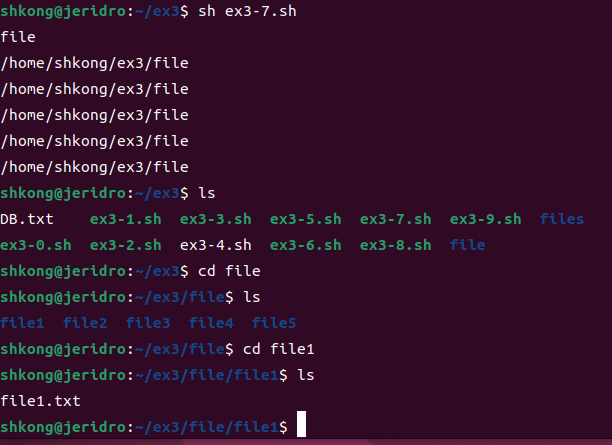 shkong@jeridro:~/ex3$ sh ex3-7.sh
file
/home/shkong/ex3/file
/home/shkong/ex3/file
/home/shkong/ex3/file
/home/shkong/ex3/file
/home/shkong/ex3/file
shkong@jeridro:~/ex3$ ls
DB.txt ex3-1.sh ex3-3.sh ex3-5.sh ex3-7.sh ex3-9.sh files
ex3-0.sh ex3-2.sh ex3-4.sh ex3-6.sh ex3-8.sh file
shkong@jeridro:~/ex3$ cd file
shkong@jeridro:~/ex3/file$ ls
file1 file2 file3 file4 file5
shkong@jeridro:~/ex3/file$ cd file1
shkong@jeridro:~/ex3/file/file1$ ls
file1.txt
shkong@jeridro:~/ex3/file/file1$